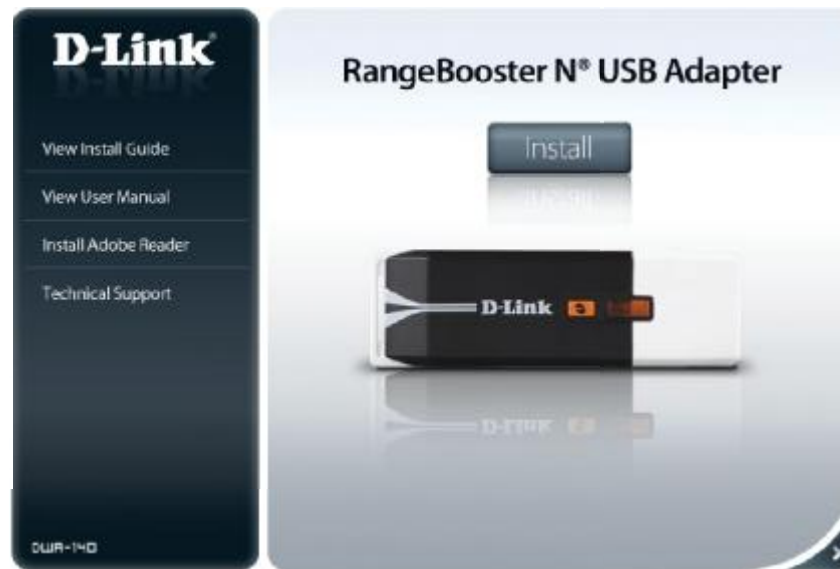 D-Link
View Install Guide
View User Manual
Install Adobe Reader
Technical Support
DWA-140
RangeBooster N® USB Adapter
Install
D-Link
X